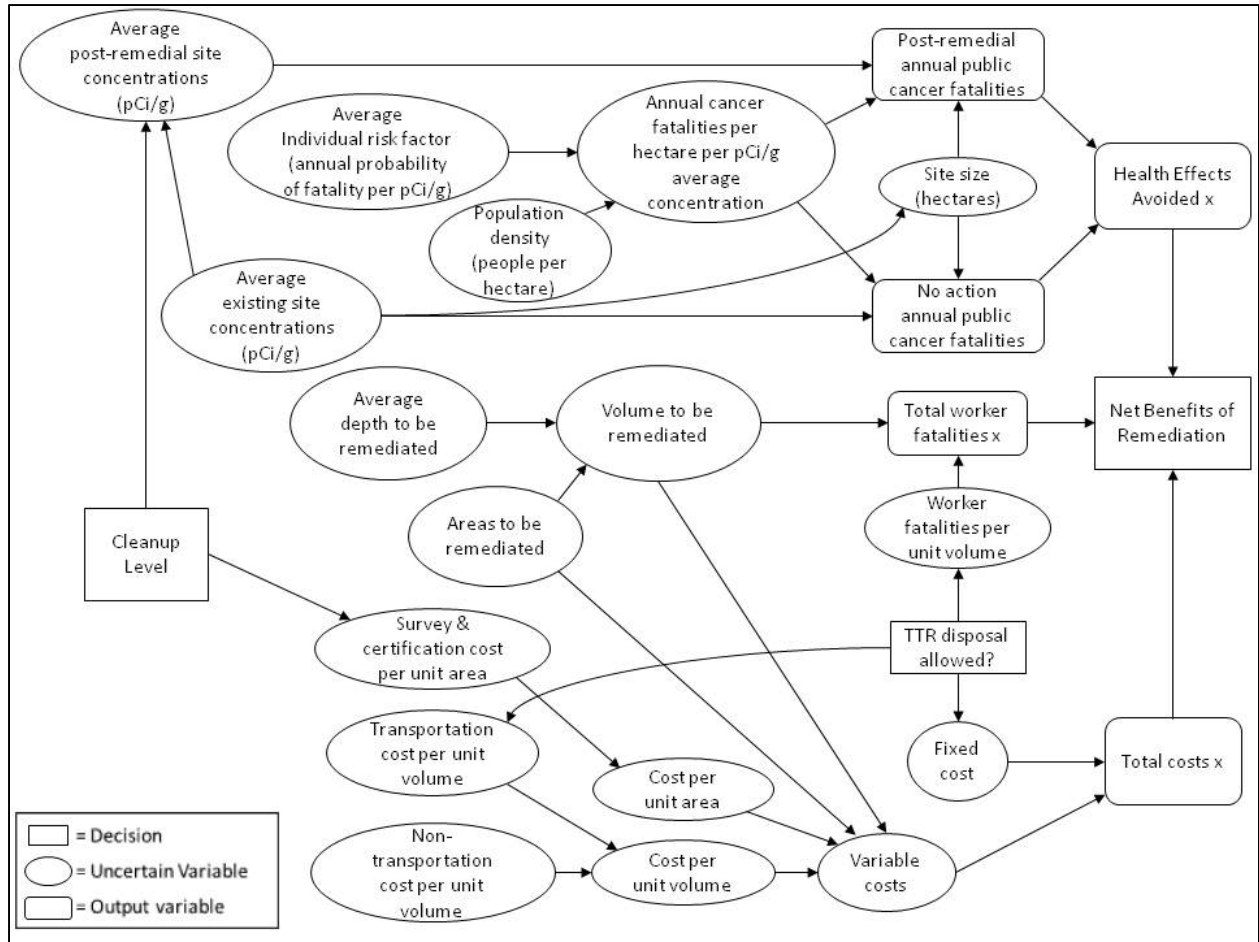 Average
post-remedial site
concentrations
(pCi/g)
Post-remedial
annual public
cancer fatalities
Average
Individual risk factor
(annual probability
of fatality per pCi/g)
Annual cancer
fatalities per
hectare per pCi/g
average
concentration
Site size
(hectares)
Health Effects
Avoided x
Population
density
(people per
hectare)
Average
existing site
concentrations
(pCi/g)
No action
annual public
cancer fatalities
Average
depth to be
remediated
Volume to be
remediated
Total worker
fatalities x
Net Benefits of
Remediation
Areas to be
remediated
Worker
fatalities per
unit volume
Cleanup
Level
Survey &
certification cost
per unit area
TTR disposal
allowed?
Transportation
cost per unit
volume
Cost per
unit area
Fixed
cost
Total costs x
Non-
transportation
cost per unit
volume
Cost per
unit volume
Variable
costs
= Decision
= Uncertain Variable
= Output variable